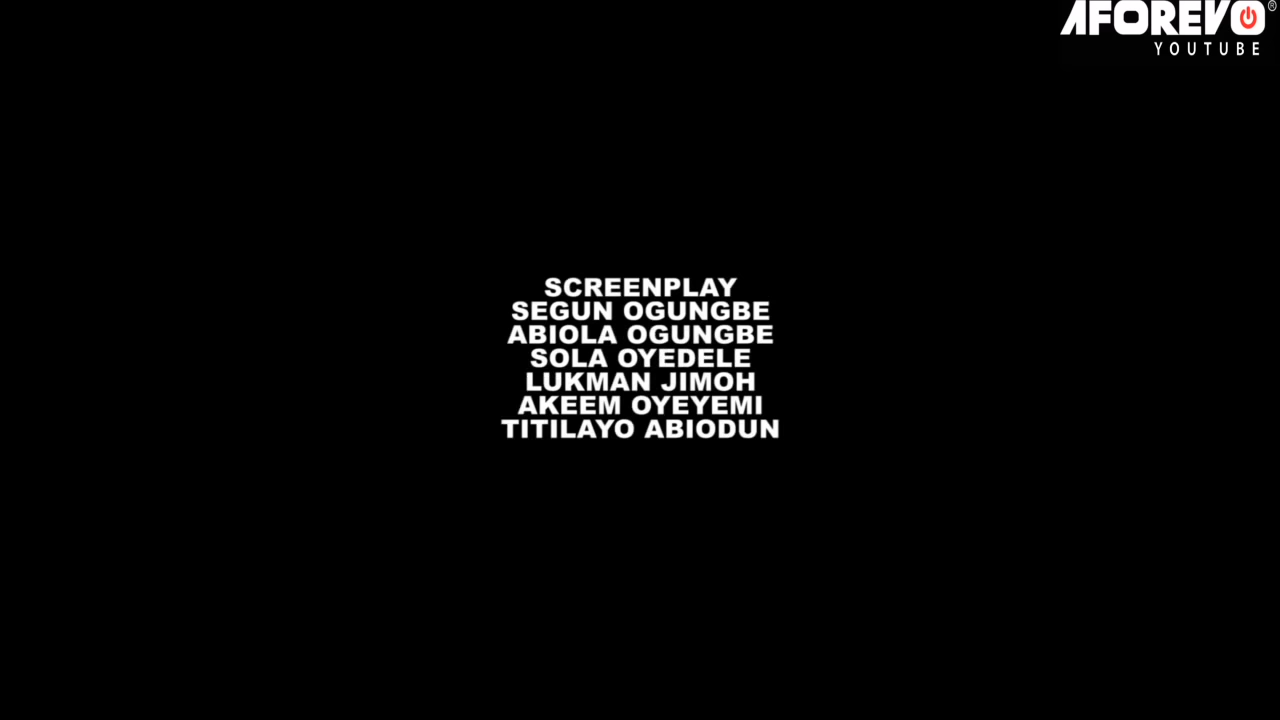 AFOREVO®
YOUTUBE
SCREENPLAY
SEGUN OGUNGBE
ABIOLA OGUNGBE
SOLA OYEDELE
LUKMAN JIMOH
AKEEM OYEYEMI
TITILAYO ABIODUN